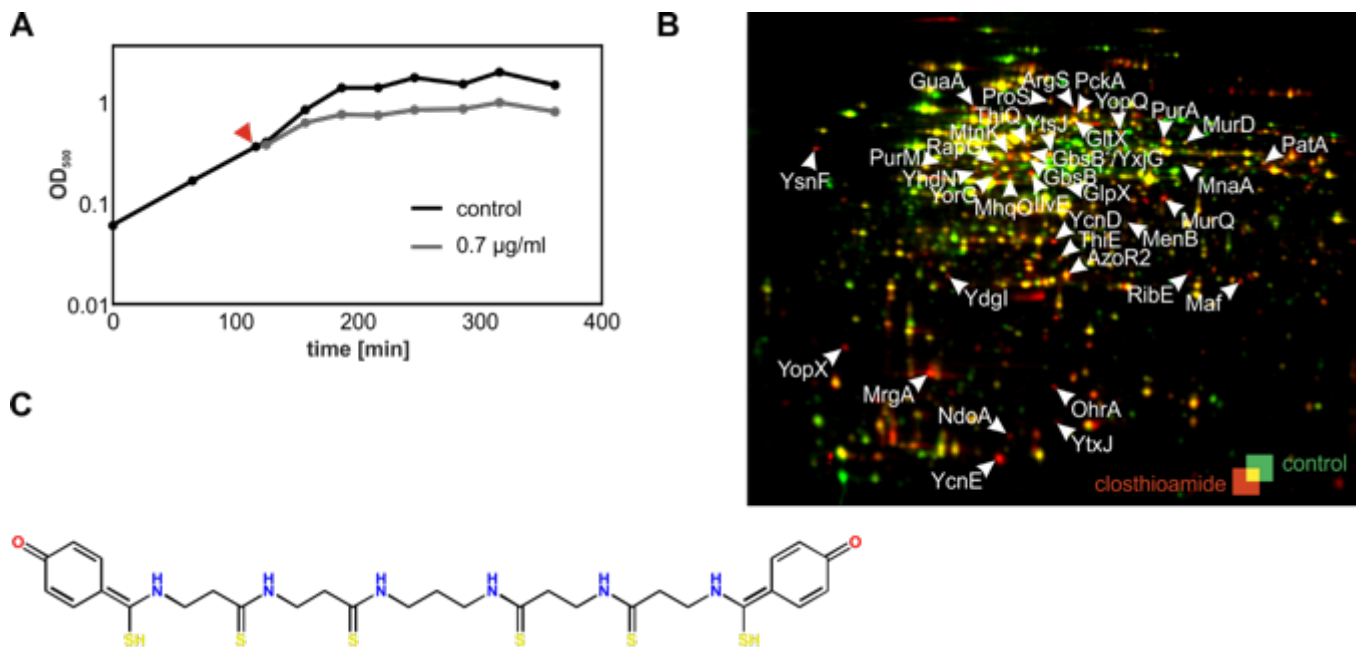 A
OD500
1
0.1
0.01
0
100
200
300
400
time [min]
control
0.7 µg/ml
B
GuaA
ArgS
PckA
ProS
YopQ
ThiQ
PurA
MtnK
YtsJ
GltX
MurD
RapG
PatA
PurM
GbsB /YxjG
YsnF
YhdN
GbsB
MnaA
YorG
GlpX
MhqO
IlvE
MurQ
YcnD
ThiE
MenB
AzoR2
YdgI
RibE
Maf
YopX
MrgA
OhrA
NdoA
YtxJ
YcnE
control
closthioamide
C
O
O
H
H
H
H
H
H
N
N
N
N
N
N
SH
S
S
S
S
SH